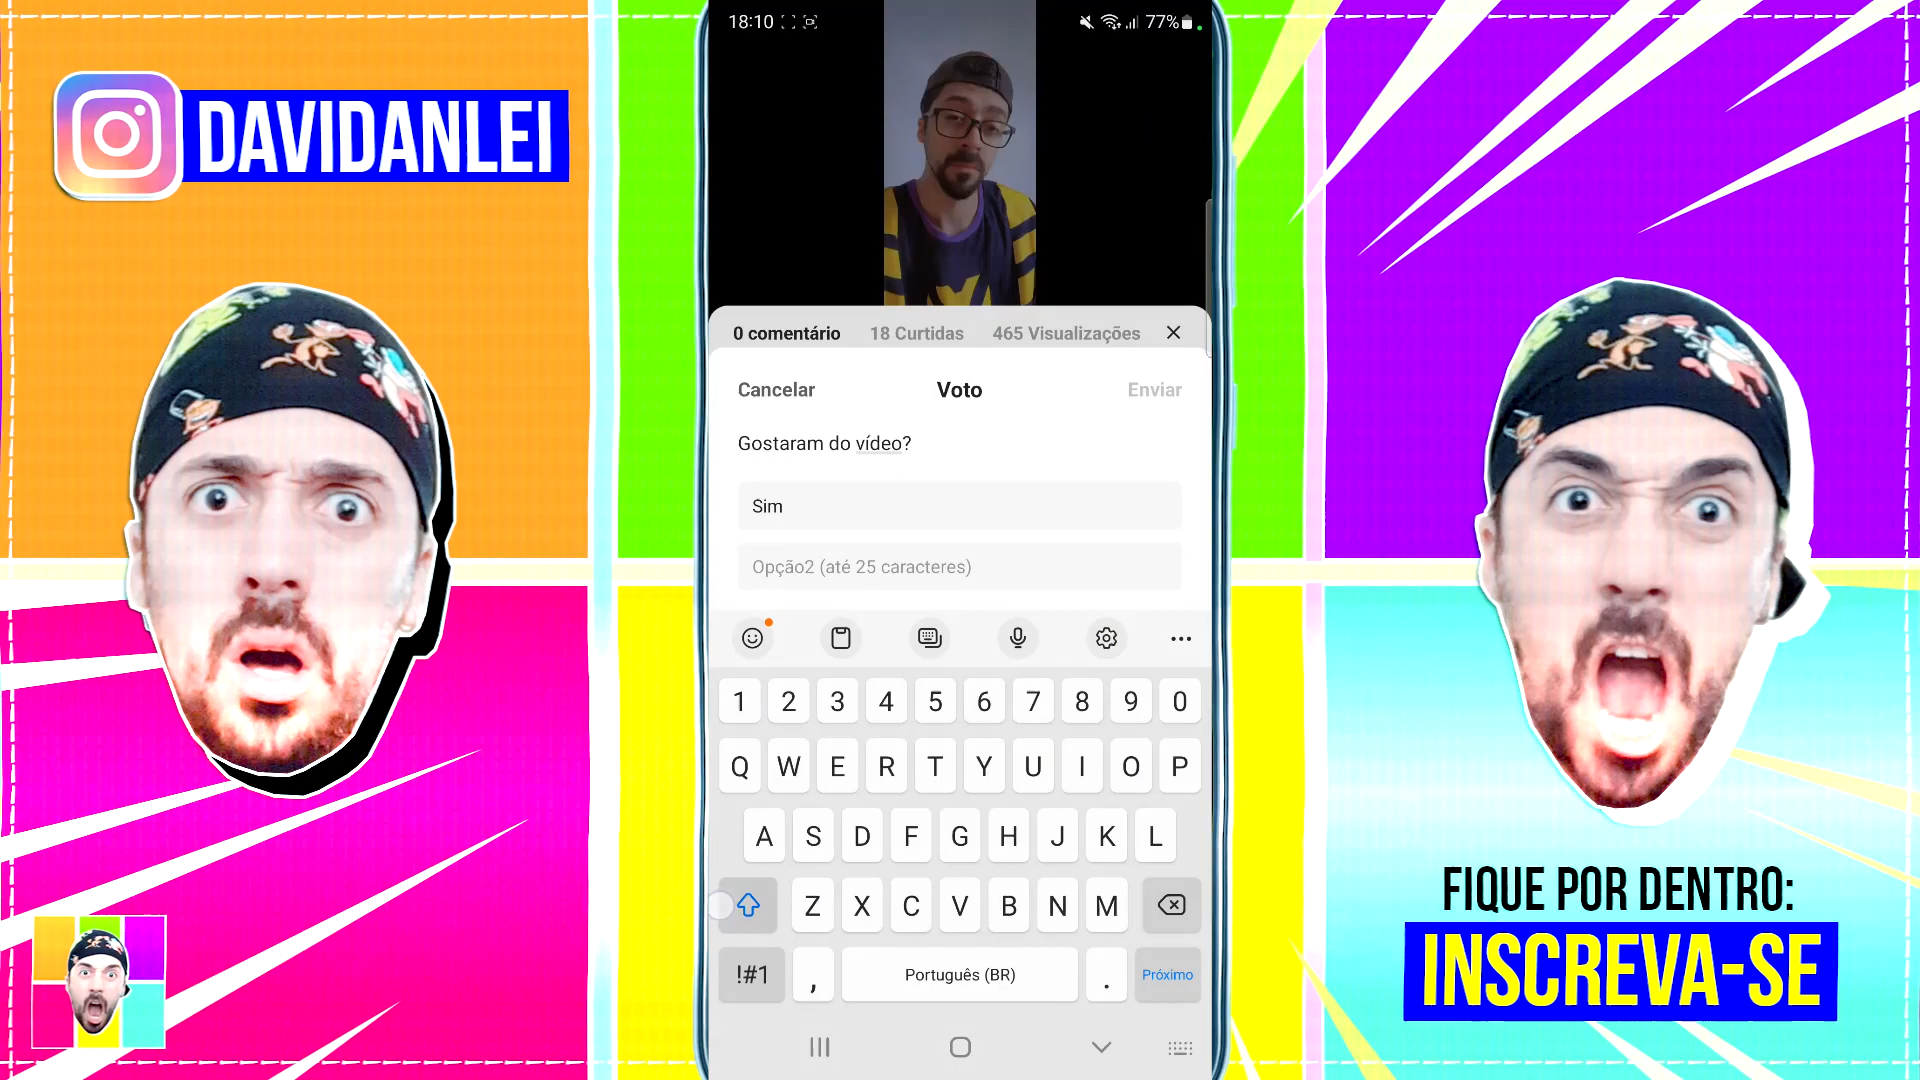 DAVIDANLEI
18:10 77%
0 comentário 18 Curtidas 465 Visualizações
Cancelar Voto Enviar
Gostaram do vídeo?
Sim
Opção2 (até 25 caracteres)
1 2 3 4 5 6 7 8 9 0
Q W E R T Y U I O P
A S D F G H J K L
Z X C V B N M
!#1 , Português (BR) . Próximo
FIQUE POR DENTRO:
INSCREVA-SE